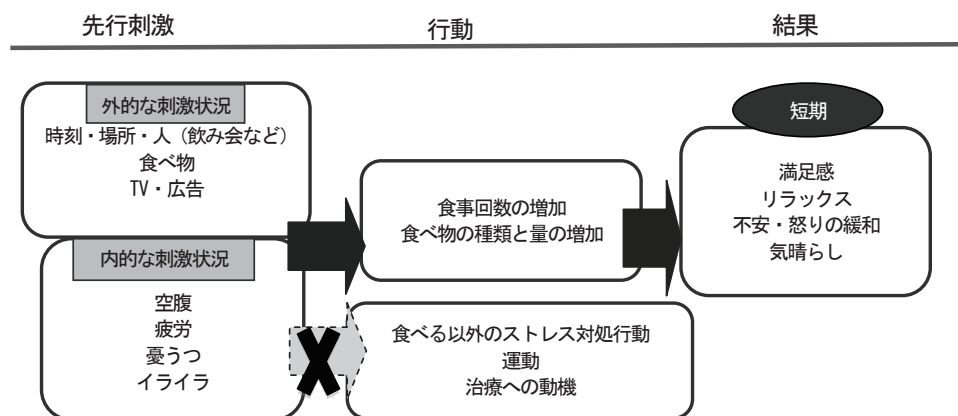 先行刺激
行動
結果
外的な刺激状況
時刻・場所・人（飲み会など）
食べ物
TV・広告
内的な刺激状況
空腹
疲労
憂うつ
イライラ
食事回数の増加
食べ物の種類と量の増加
食べる以外のストレス対処行動
運動
治療への動機
短期
満足感
リラックス
不安・怒りの緩和
気晴らし